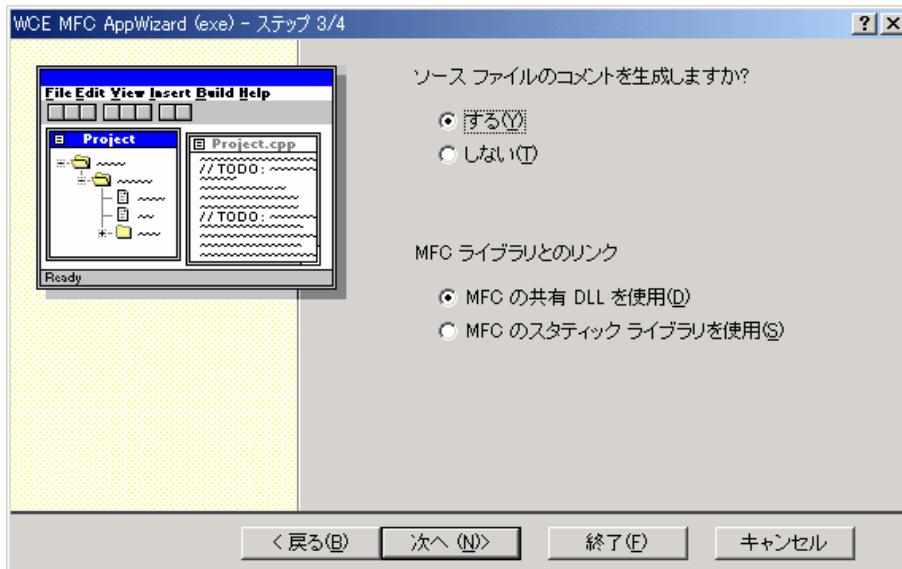 WCE MFC AppWizard (exe) - ステップ 3/4
File Edit View Insert Build Help
Project
Project.cpp
// TODO:
// TODO:
Ready
ソース ファイルのコメントを生成しますか?
する(Y)
しない(T)
MFC ライブラリとのリンク
MFC の共有 DLL を使用(D)
MFC のスタティック ライブラリを使用(S)
< 戻る(B)
次へ (N)>
終了(F)
キャンセル